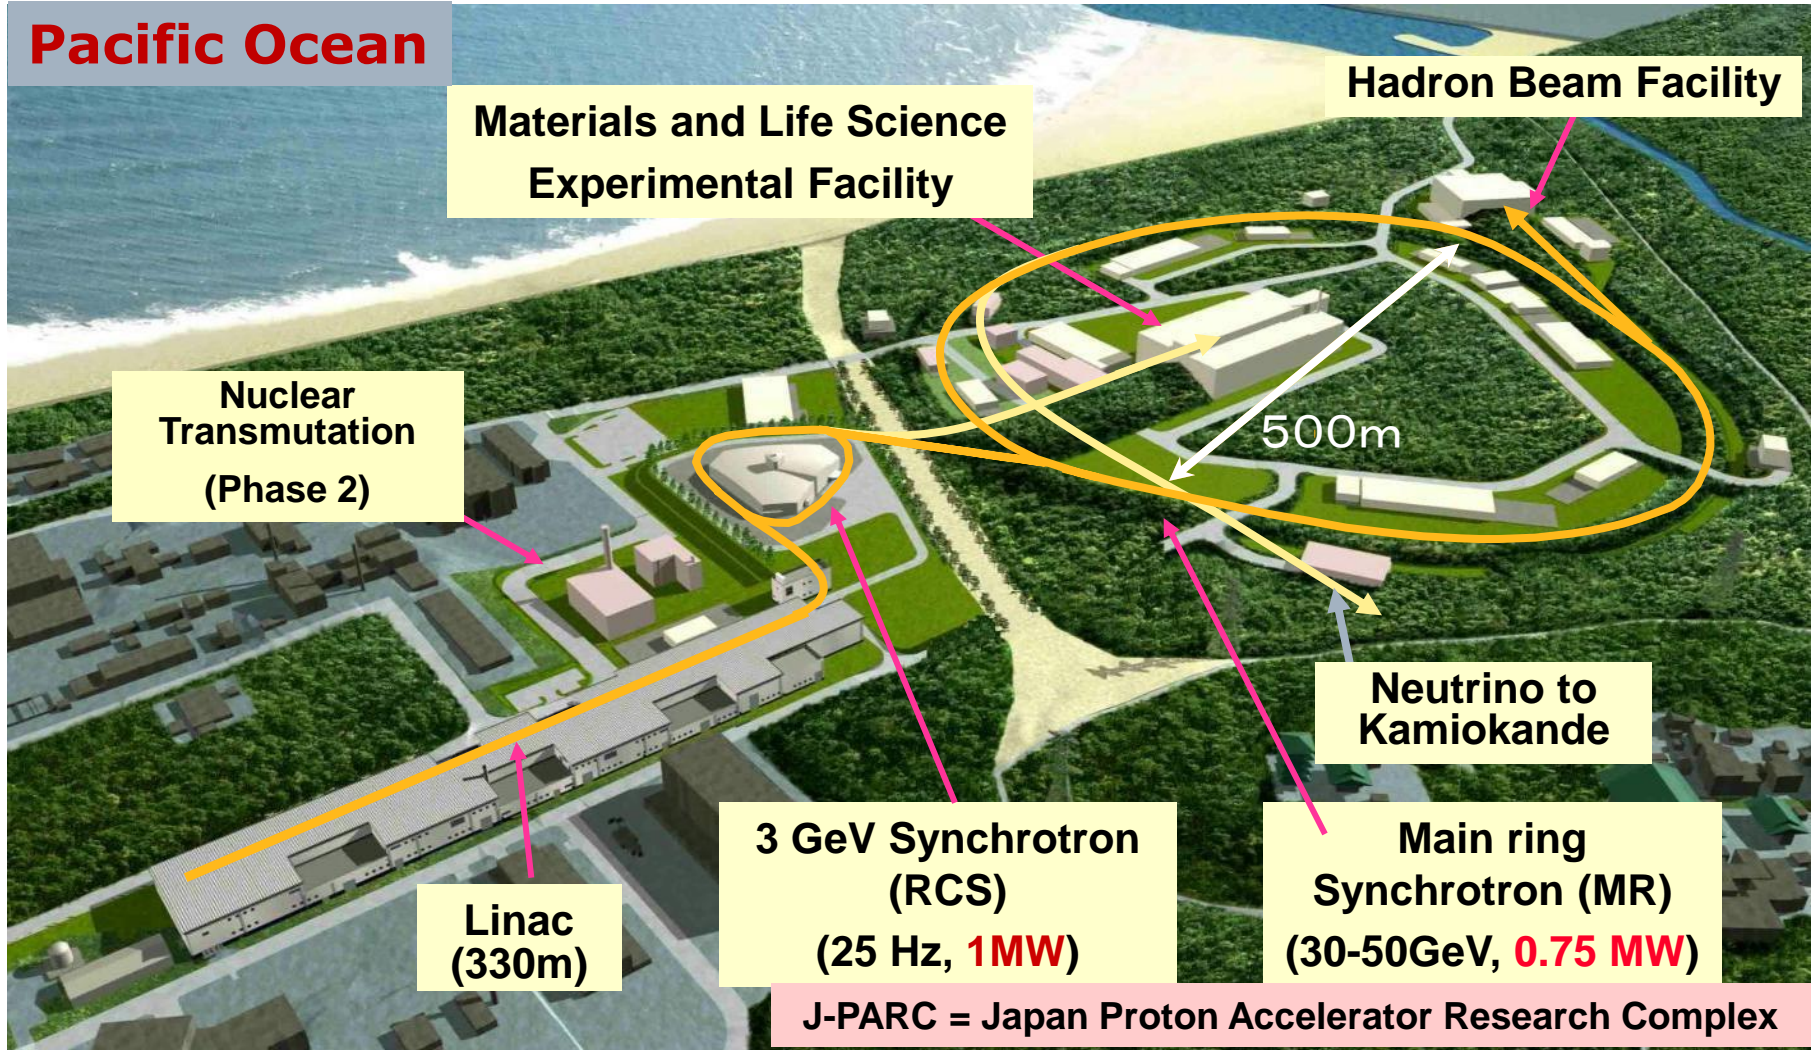 Pacific Ocean
Hadron Beam Facility
Materials and Life Science
Experimental Facility
Nuclear
Transmutation
(Phase 2)
500m
Neutrino to
Kamiokande
3 GeV Synchrotron
(RCS)
(25 Hz, 1MW)
Main ring
Synchrotron (MR)
(30-50GeV, 0.75 MW)
Linac
(330m)
J-PARC = Japan Proton Accelerator Research Complex